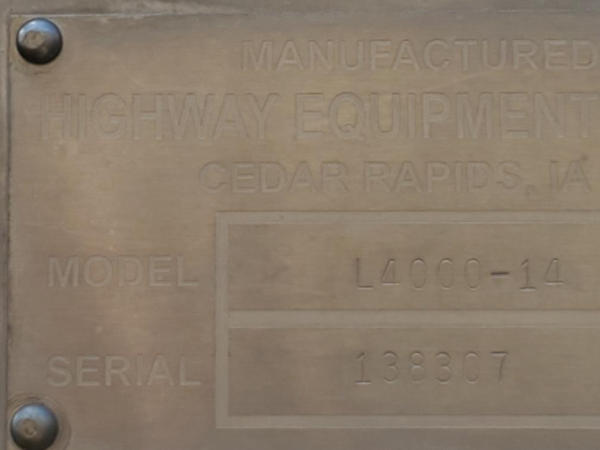 MANUFACTURED
HIGHWAY EQUIPMENT
CEDAR RAPIDS, IA
MODEL L4000-14
SERIAL 138307